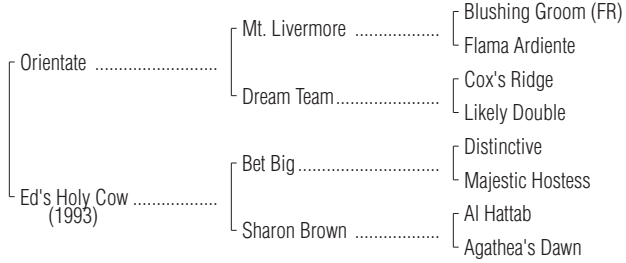 Blushing Groom (FR)
Mt. Livermore ...................
Flama Ardiente
Orientate ............................
Cox's Ridge
Dream Team........................
Likely Double
Distinctive
Bet Big.................................
Majestic Hostess
Ed's Holy Cow ...................
(1993)
Al Hattab
Sharon Brown ...................
Agathea's Dawn